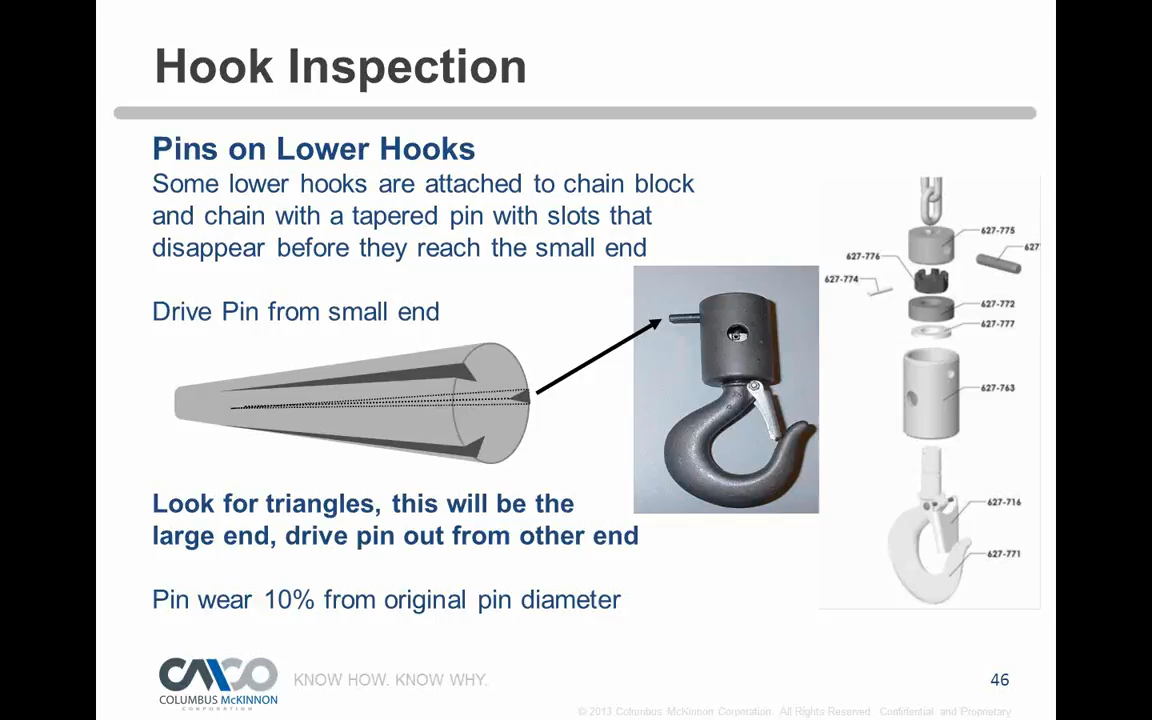 Hook Inspection
Pins on Lower Hooks
Some lower hooks are attached to chain block
and chain with a tapered pin with slots that
disappear before they reach the small end
Drive Pin from small end
Look for triangles, this will be the
large end, drive pin out from other end
Pin wear 10% from original pin diameter
627-775
627
627-776
627-774
627-772
627-777
627-763
627-716
627-771
CMCO
COLUMBUS McKINNON
CORPORATION
KNOW HOW. KNOW WHY.
46
© 2013 Columbus McKinnon Corporation. All Rights Reserved. Confidential and Proprietary